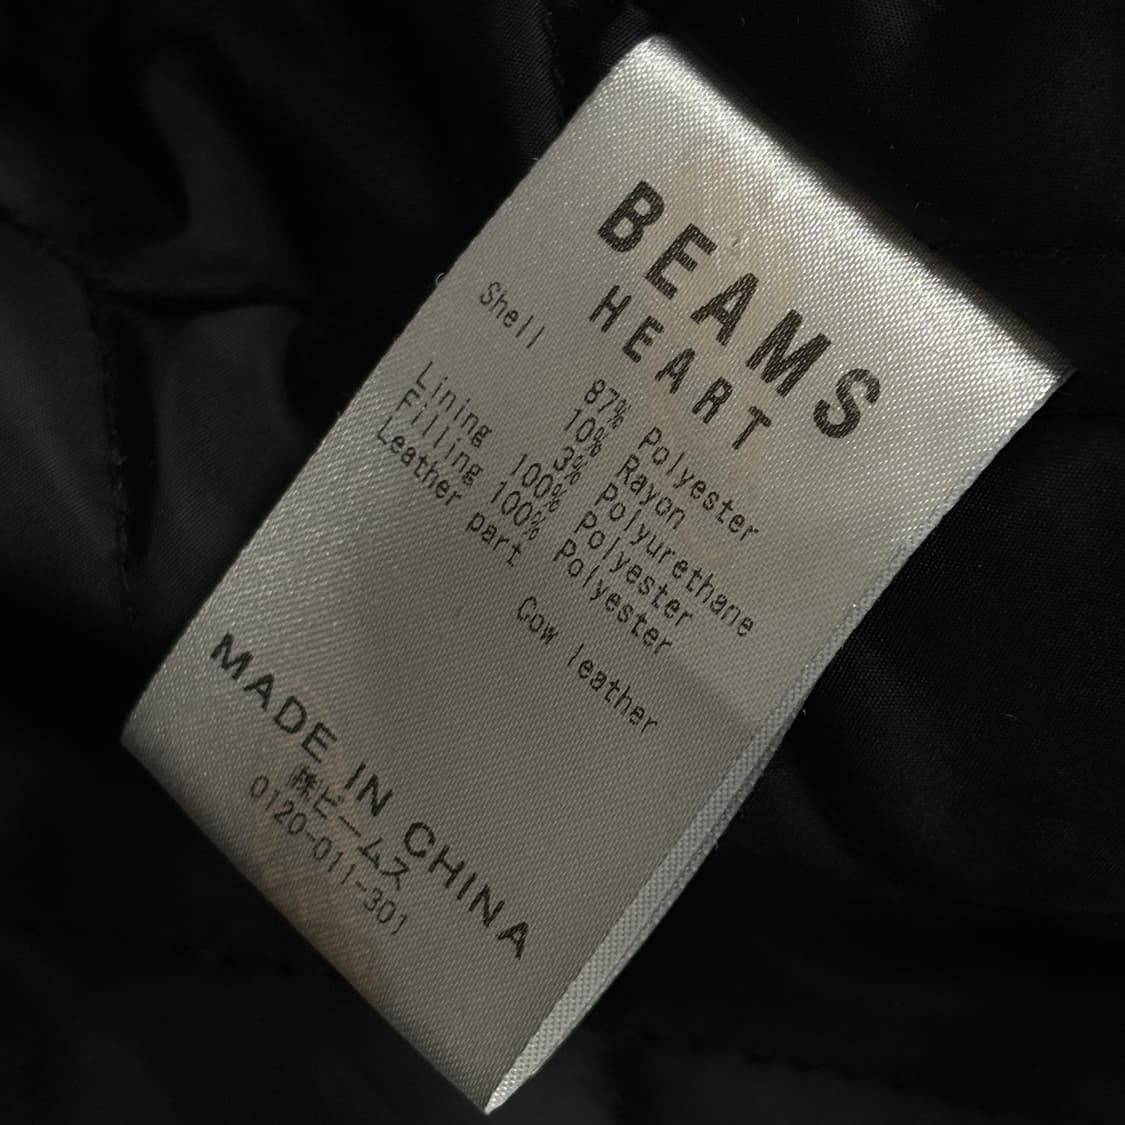 BEAMS
HEART
Shell
87% Polyester
10% Rayon
3% Polyurethane
Lining 100% Polyester
Filling 100% Polyester
Leather part
Cow leather
MADE IN CHINA
㈱ビームス
0120-011-301